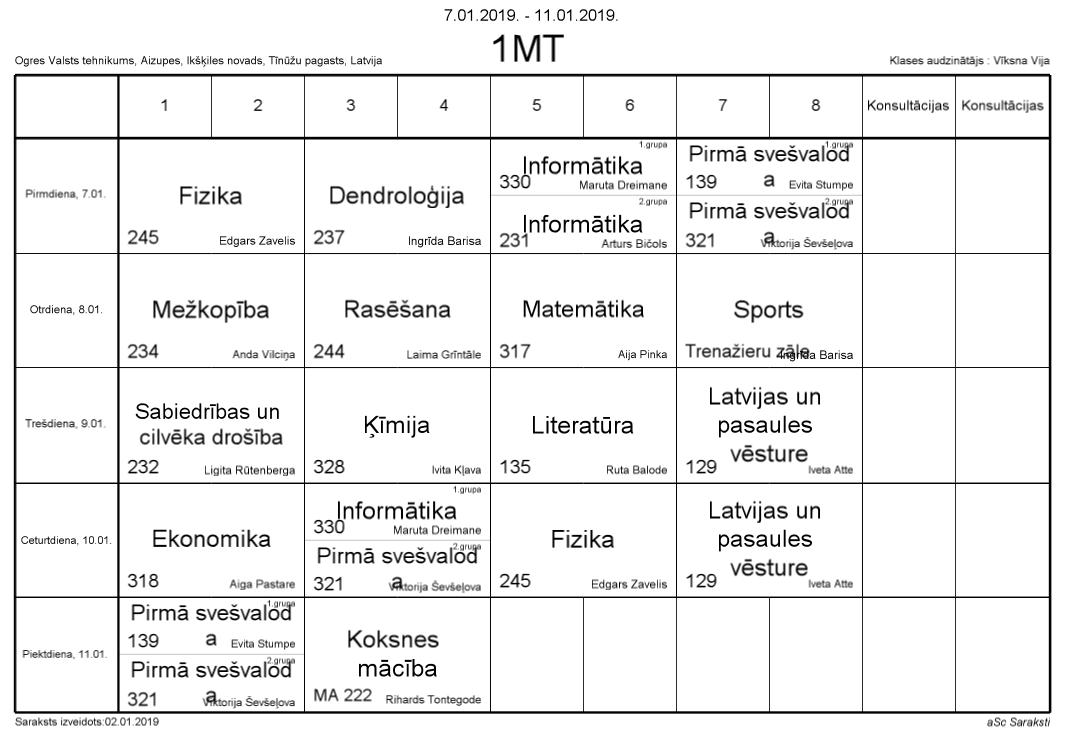 7.01.2019. - 11.01.2019.
1MT
Ogres Valsts tehnikums, Aizupes, Ikšķiles novads, Tīnūžu pagasts, Latvija
Klases audzinātājs : Vīksna Vija
1 2 3 4 5 6 7 8 Konsultācijas Konsultācijas
Pirmdiena, 7.01.
Fizika
245 Edgars Zavelis
Dendroloģija
237 Ingrīda Barisa
1.grupa
Informātika
330 Maruta Dreimane
2.grupa
Informātika
231 Arturs Bičols
1.grupa
Pirmā svešvalod
a
139 Evita Stumpe
2.grupa
Pirmā svešvalod
a
321 Viktorija Ševšeļova
Otrdiena, 8.01.
Mežkopība
234 Anda Vilciņa
Rasēšana
244 Laima Grīntāle
Matemātika
317 Aija Pinka
Sports
Trenažieru zāle Ingrīda Barisa
Trešdiena, 9.01.
Sabiedrības un
cilvēka drošība
232 Ligita Rūtenberga
Ķīmija
328 Ivita Kļava
Literatūra
135 Ruta Balode
Latvijas un
pasaules
vēsture
129 Iveta Atte
Ceturtdiena, 10.01.
Ekonomika
318 Aiga Pastare
1.grupa
Informātika
330 Maruta Dreimane
2.grupa
Pirmā svešvalod
a
321 Viktorija Ševšeļova
Fizika
245 Edgars Zavelis
Latvijas un
pasaules
vēsture
129 Iveta Atte
Piektdiena, 11.01.
1.grupa
Pirmā svešvalod
a
139 Evita Stumpe
2.grupa
Pirmā svešvalod
a
321 Viktorija Ševšeļova
Koksnes
mācība
MA 222 Rihards Tontegode
Saraksts izveidots:02.01.2019
aSc Saraksti